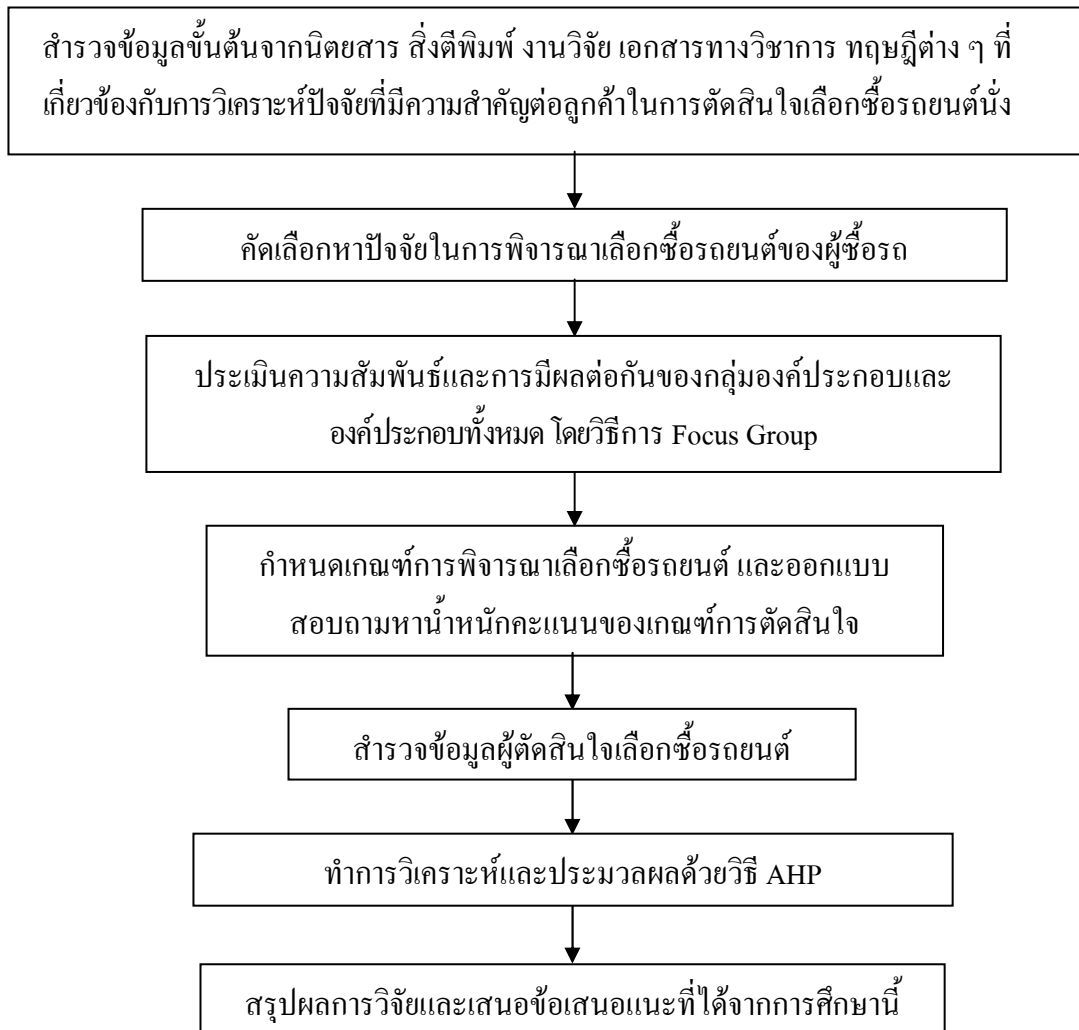 สำรวจข้อมูลขั้นต้นจากนิตยสาร สิ่งตีพิมพ์ งานวิจัย เอกสารทางวิชาการ ทฤษฎีต่าง ๆ ที่
เกี่ยวข้องกับการวิเคราะห์ปัจจัยที่มีความสำคัญต่อลูกค้าในการตัดสินใจเลือกซื้อรถยนต์นั่ง
คัดเลือกหาปัจจัยในการพิจารณาเลือกซื้อรถยนต์ของผู้ซื้อรถ
ประเมินความสัมพันธ์และการมีผลต่อกันของกลุ่มองค์ประกอบและ
องค์ประกอบทั้งหมด โดยวิธีการ Focus Group
กำหนดเกณฑ์การพิจารณาเลือกซื้อรถยนต์ และออกแบบ
สอบถามหาน้ำหนักคะแนนของเกณฑ์การตัดสินใจ
สำรวจข้อมูลผู้ตัดสินใจเลือกซื้อรถยนต์
ทำการวิเคราะห์และประมวลผลด้วยวิธี AHP
สรุปผลการวิจัยและเสนอข้อเสนอแนะที่ได้จากการศึกษานี้